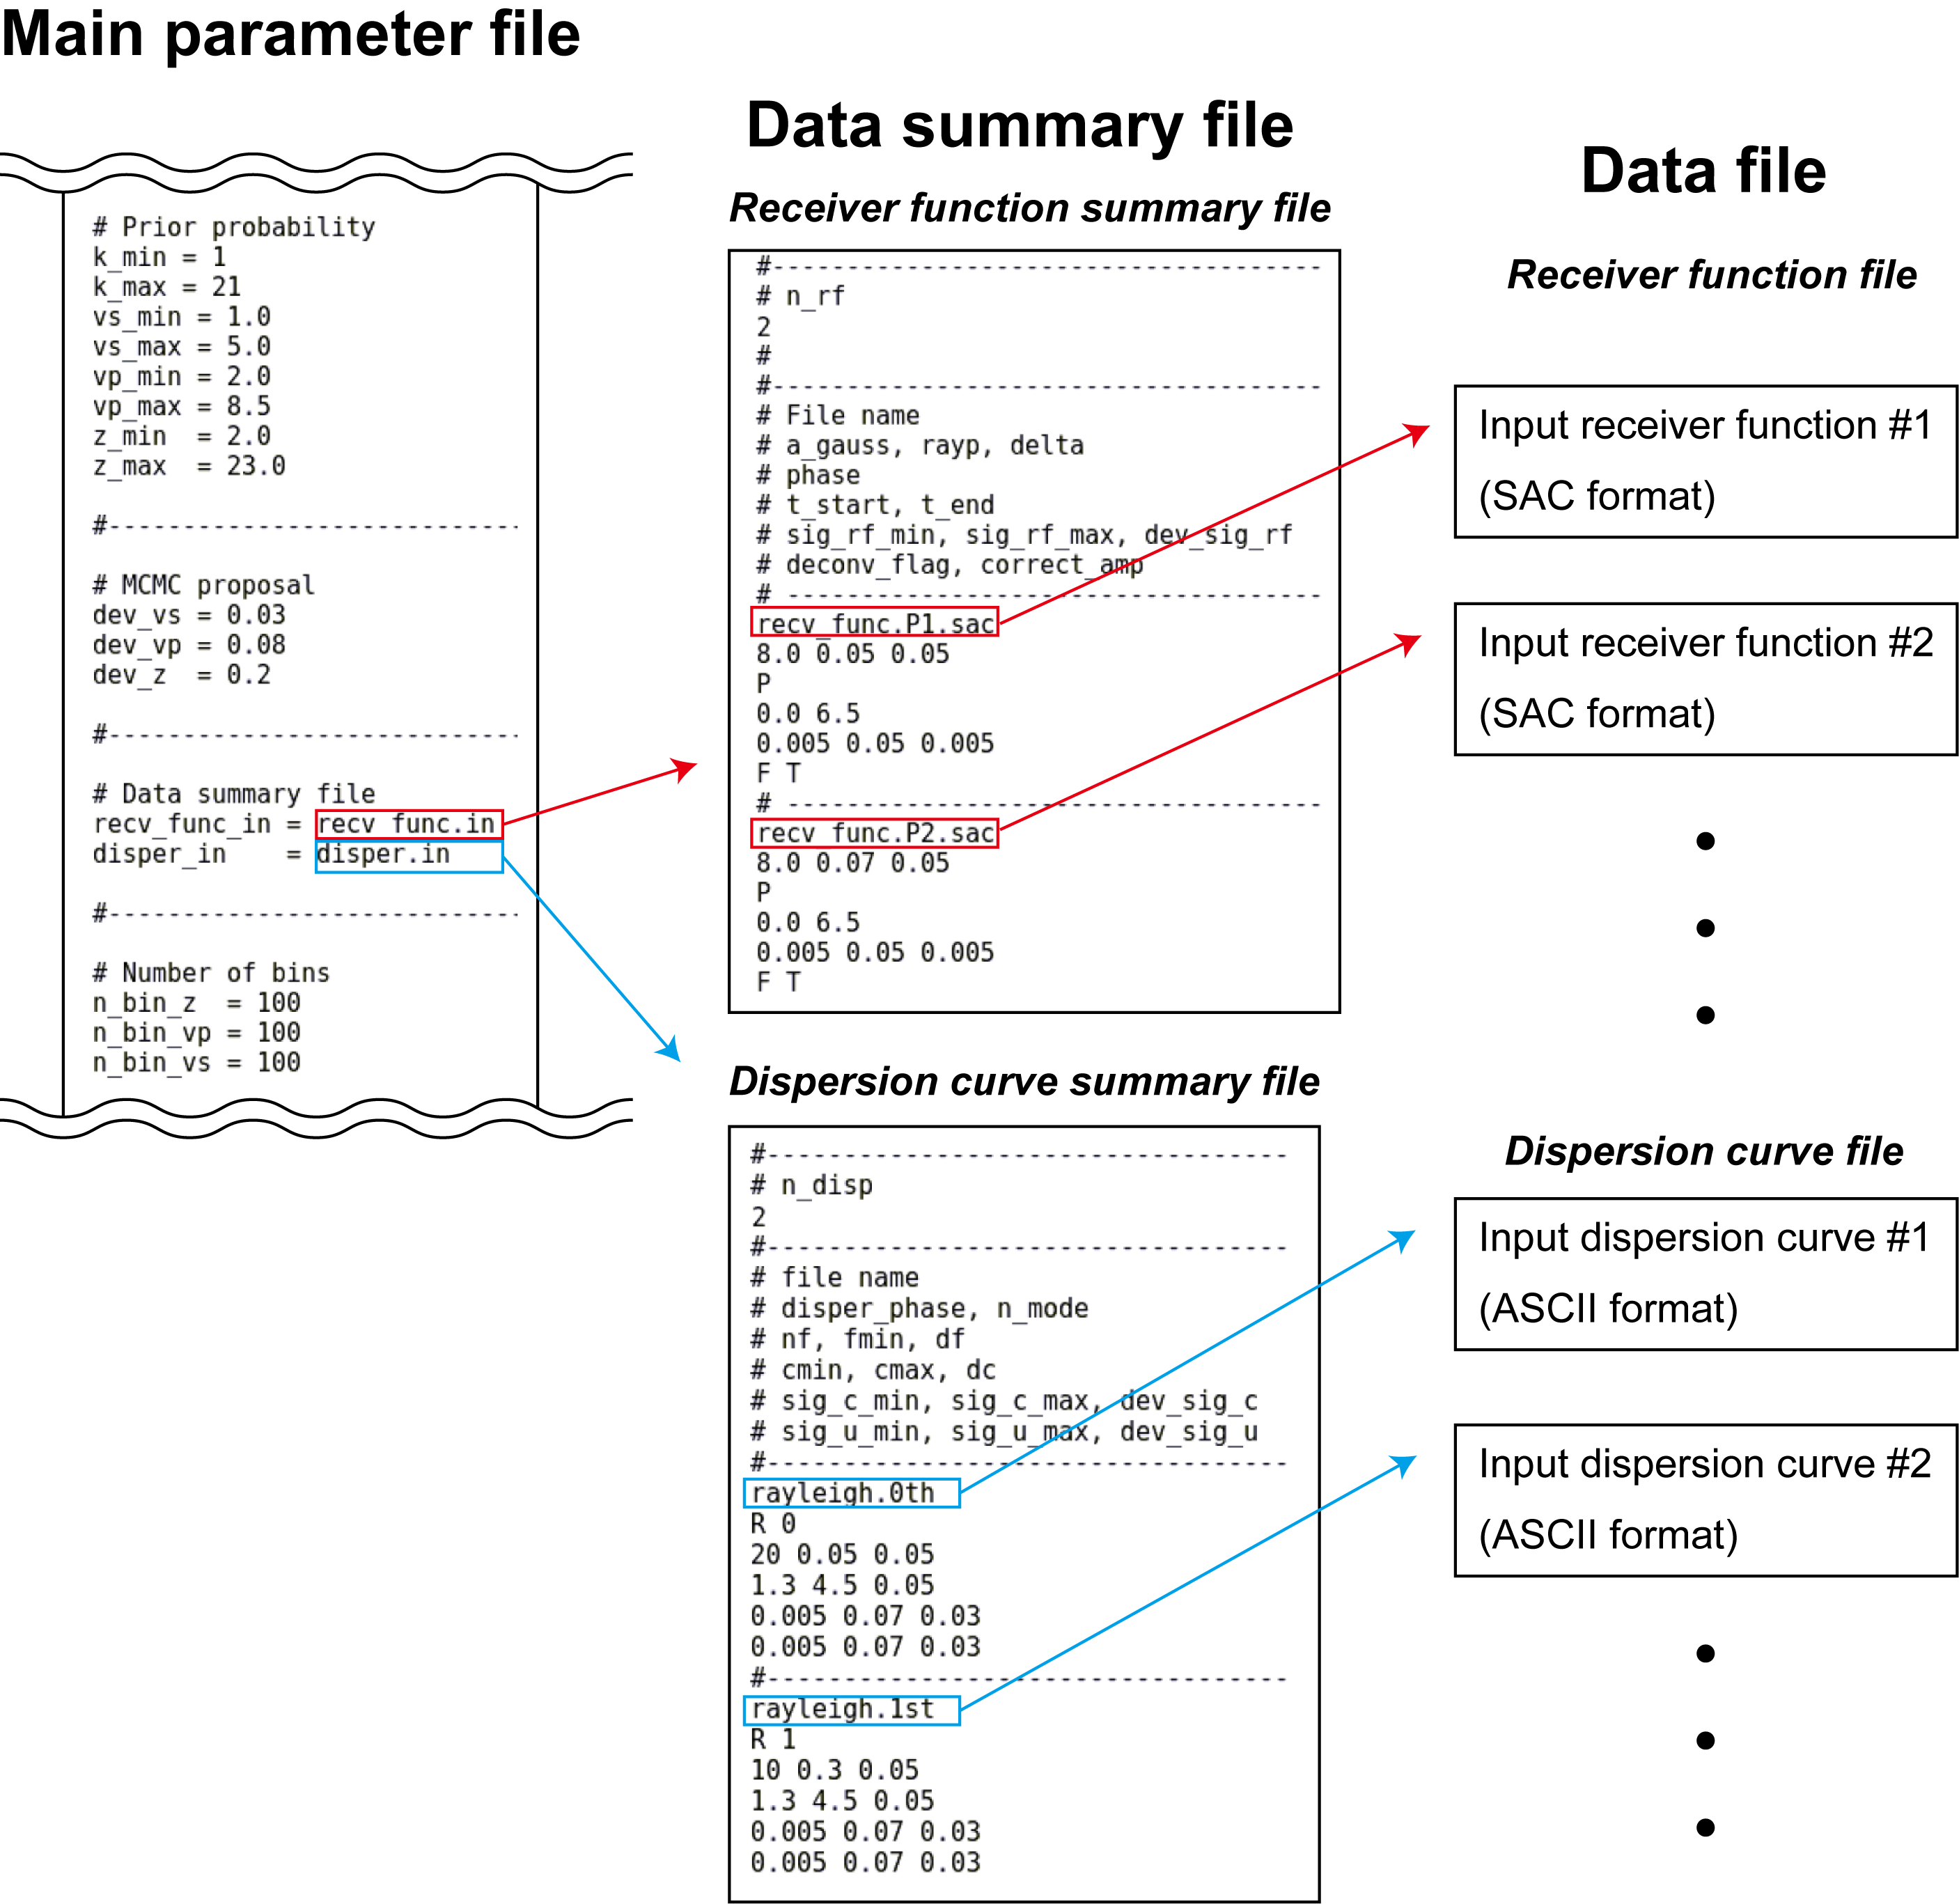 Main parameter file
# Prior probability
k_min = 1
k_max = 21
vs_min = 1.0
vs_max = 5.0
vp_min = 2.0
vp_max = 8.5
z_min  = 2.0
z_max  = 23.0
#----------------------------
# MCMC proposal
dev_vs = 0.03
dev_vp = 0.08
dev_z  = 0.2
#----------------------------
# Data summary file
recv_func_in = recv_func.in
disper_in    = disper.in
#----------------------------
# Number of bins
n_bin_z  = 100
n_bin_vp = 100
n_bin_vs = 100
Data summary file
Receiver function summary file
#-------------------------------------
# n_rf
2
#
#-------------------------------------
# File name
# a_gauss, rayp, delta
# phase
# t_start, t_end
# sig_rf_min, sig_rf_max, dev_sig_rf
# deconv_flag, correct_amp
# ------------------------------------
recv_func.P1.sac
8.0 0.05 0.05
P
0.0 6.5
0.005 0.05 0.005
F T
# ------------------------------------
recv_func.P2.sac
8.0 0.07 0.05
P
0.0 6.5
0.005 0.05 0.005
F T
Dispersion curve summary file
#----------------------------------
# n_disp
2
#----------------------------------
# file name
# disper_phase, n_mode
# nf, fmin, df
# cmin, cmax, dc
# sig_c_min, sig_c_max, dev_sig_c
# sig_u_min, sig_u_max, dev_sig_u
#----------------------------------
rayleigh.0th
R 0
20 0.05 0.05
1.3 4.5 0.05
0.005 0.07 0.03
0.005 0.07 0.03
#----------------------------------
rayleigh.1st
R 1
10 0.3 0.05
1.3 4.5 0.05
0.005 0.07 0.03
0.005 0.07 0.03
Data file
Receiver function file
Input receiver function #1
(SAC format)
Input receiver function #2
(SAC format)
Dispersion curve file
Input dispersion curve #1
(ASCII format)
Input dispersion curve #2
(ASCII format)